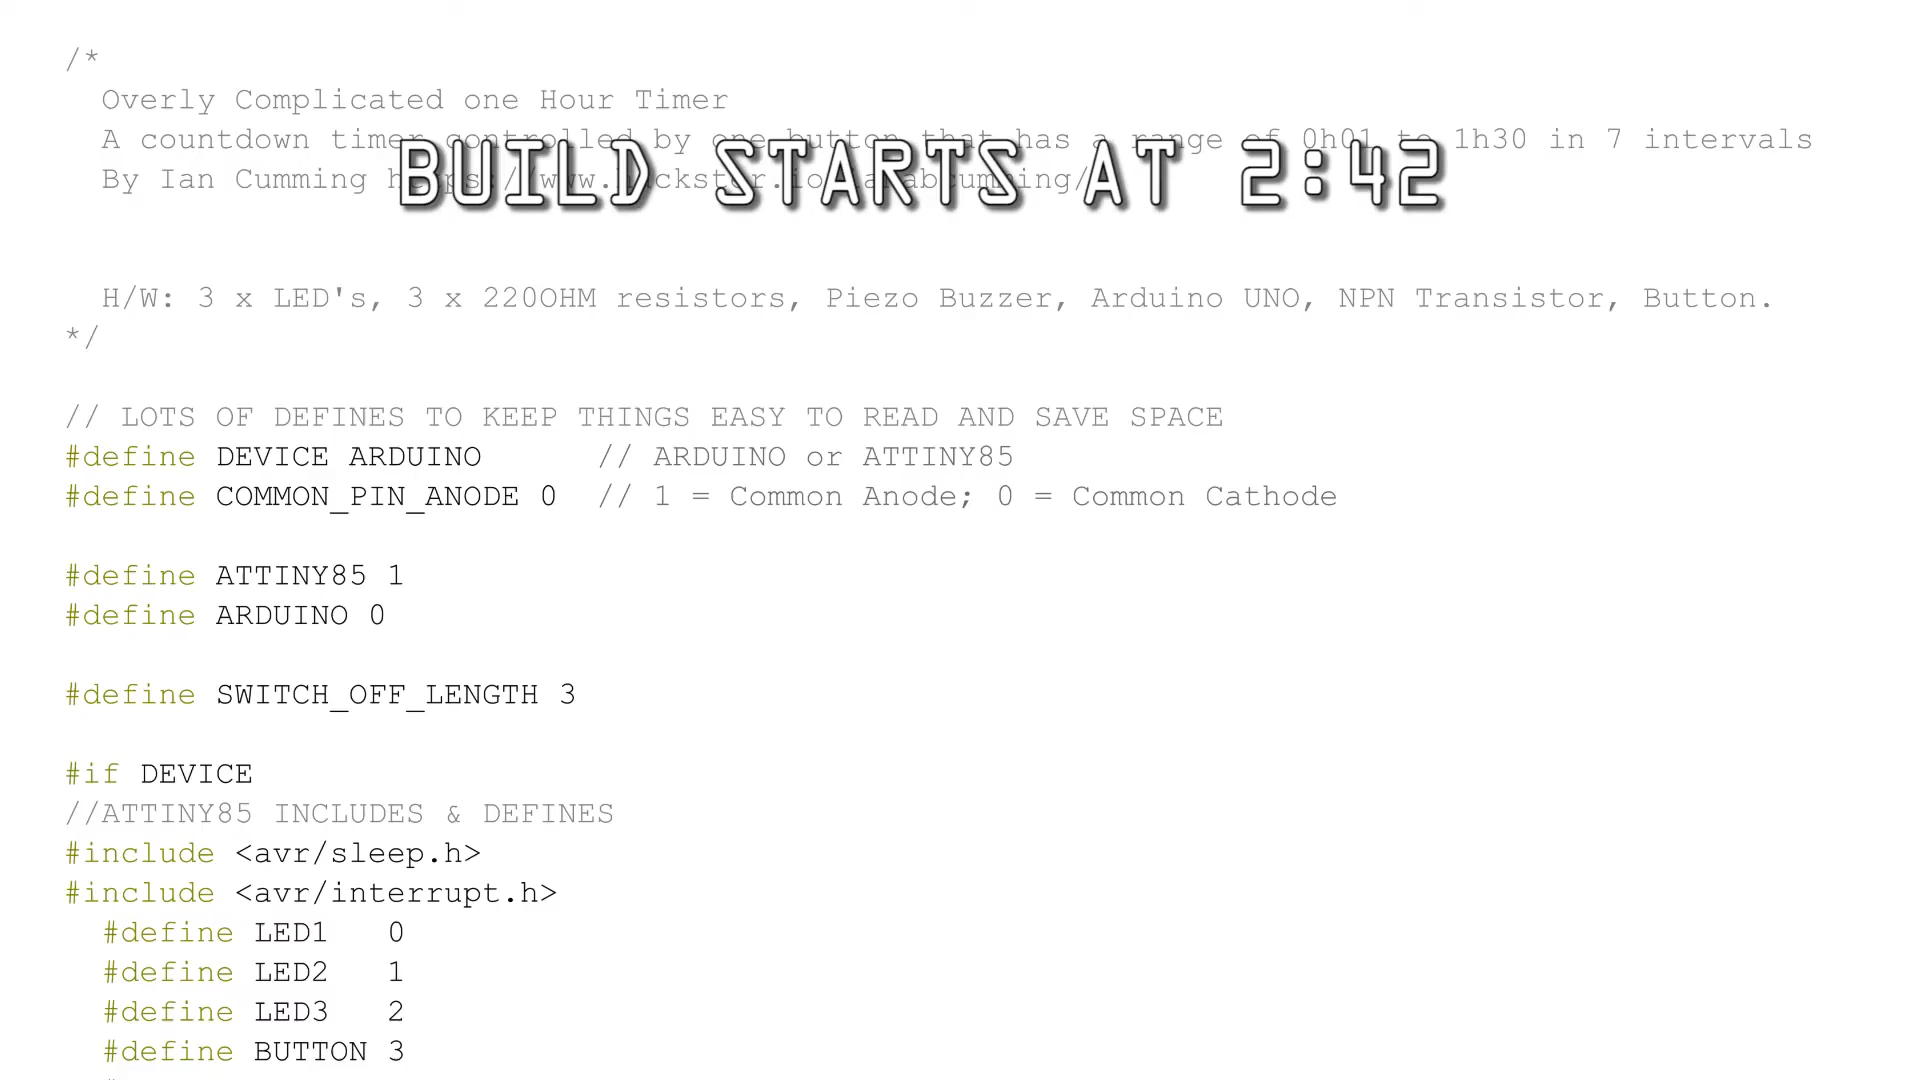 /*
Overly Complicated one Hour Timer
A countdown timer controlled by one button that has a range of 0h01 to 1h30 in 7 intervals
BUILD STARTS AT 2:42
By Ian Cumming
H/W: 3 x LED's, 3 x 220OHM resistors, Piezo Buzzer, Arduino UNO, NPN Transistor, Button.
*/
// LOTS OF DEFINES TO KEEP THINGS EASY TO READ AND SAVE SPACE
#define DEVICE ARDUINO // ARDUINO or ATTINY85
#define COMMON_PIN_ANODE 0 // 1 = Common Anode; 0 = Common Cathode
#define ATTINY85 1
#define ARDUINO 0
#define SWITCH_OFF_LENGTH 3
#if DEVICE
//ATTINY85 INCLUDES & DEFINES
#include <avr/sleep.h>
#include <avr/interrupt.h>
#define LED1 0
#define LED2 1
#define LED3 2
#define BUTTON 3